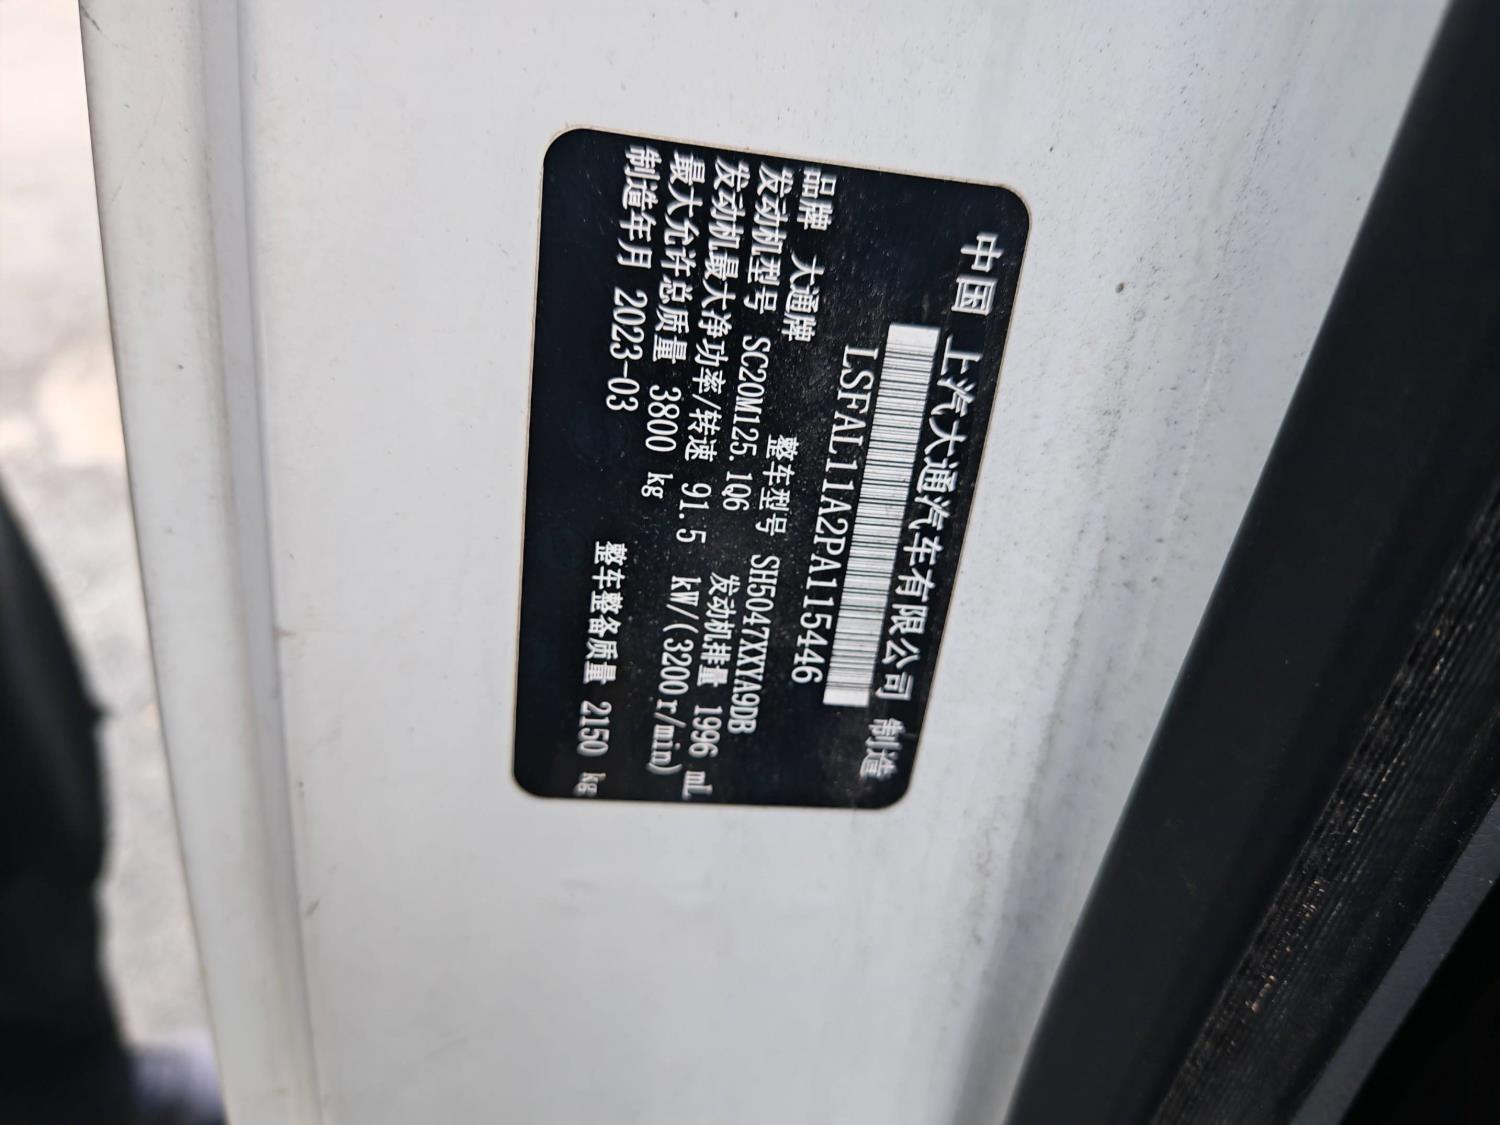 中国 上汽大通汽车有限公司 制造
LSFAL11A2PA115446
品牌 大通牌 整车型号 SH5047XXYA9DB
发动机型号 SC20M125.1Q6 发动机排量 1996 mL
发动机最大净功率/转速 91.5 kW/(3200r/min)
最大允许总质量 3800 kg
制造年月 2023-03 整车整备质量 2150 kg